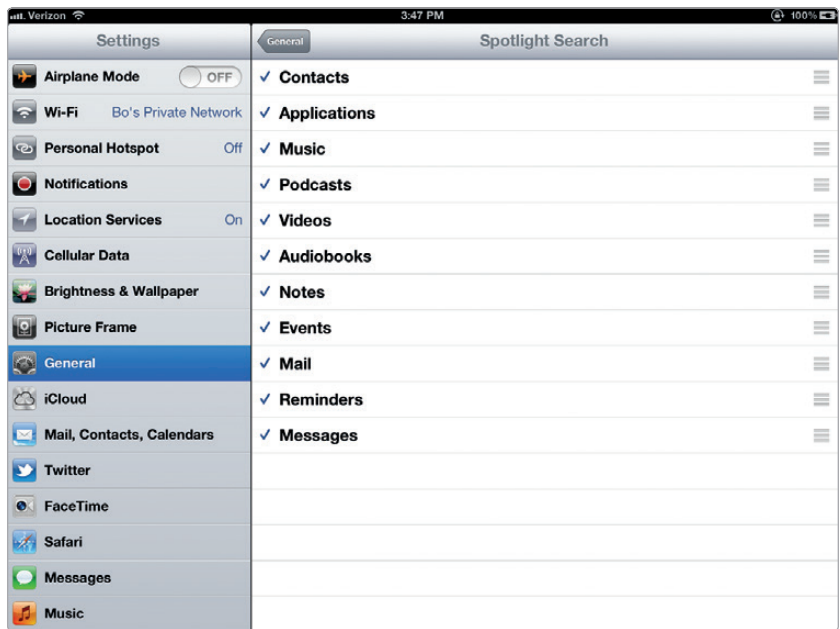 Verizon 3:47 PM 100%
Settings
General Spotlight Search
Airplane Mode OFF
Wi-Fi Bo's Private Network
Personal Hotspot Off
Notifications
Location Services On
Cellular Data
Brightness & Wallpaper
Picture Frame
General
iCloud
Mail, Contacts, Calendars
Twitter
FaceTime
Safari
Messages
Music
Contacts
Applications
Music
Podcasts
Videos
Audiobooks
Notes
Events
Mail
Reminders
Messages